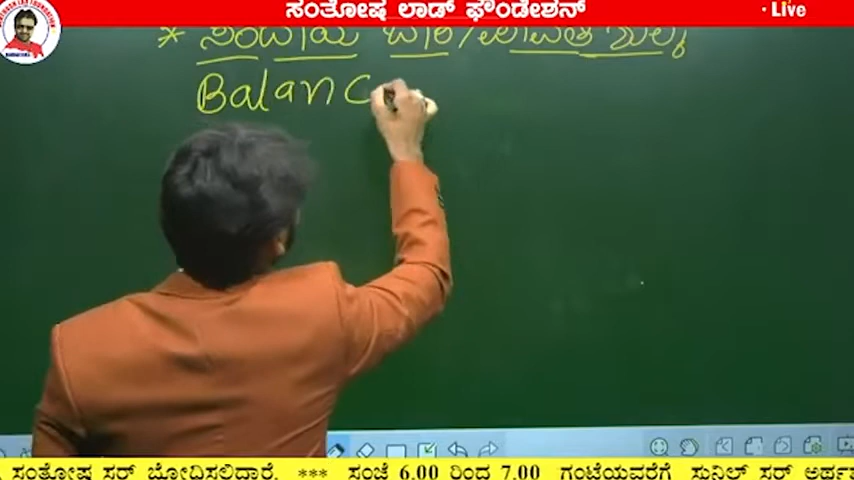 ಸಂತೋಷ ಲಾಡ್ ಫೌಂಡೇಶನ್
• Live
* ಸಂದಾಯ ಬಾಕಿ/
Balanc
ಸಂತೋಷ ಸರ್ ಬೋಧಿಸಲಿದಾರೆ. *** ಸಂಜೆ 6.00 ರಿಂದ 7.00 ಗಂಟೆಯವರೆಗೆ ಸುನಿಲ್ ಸರ್